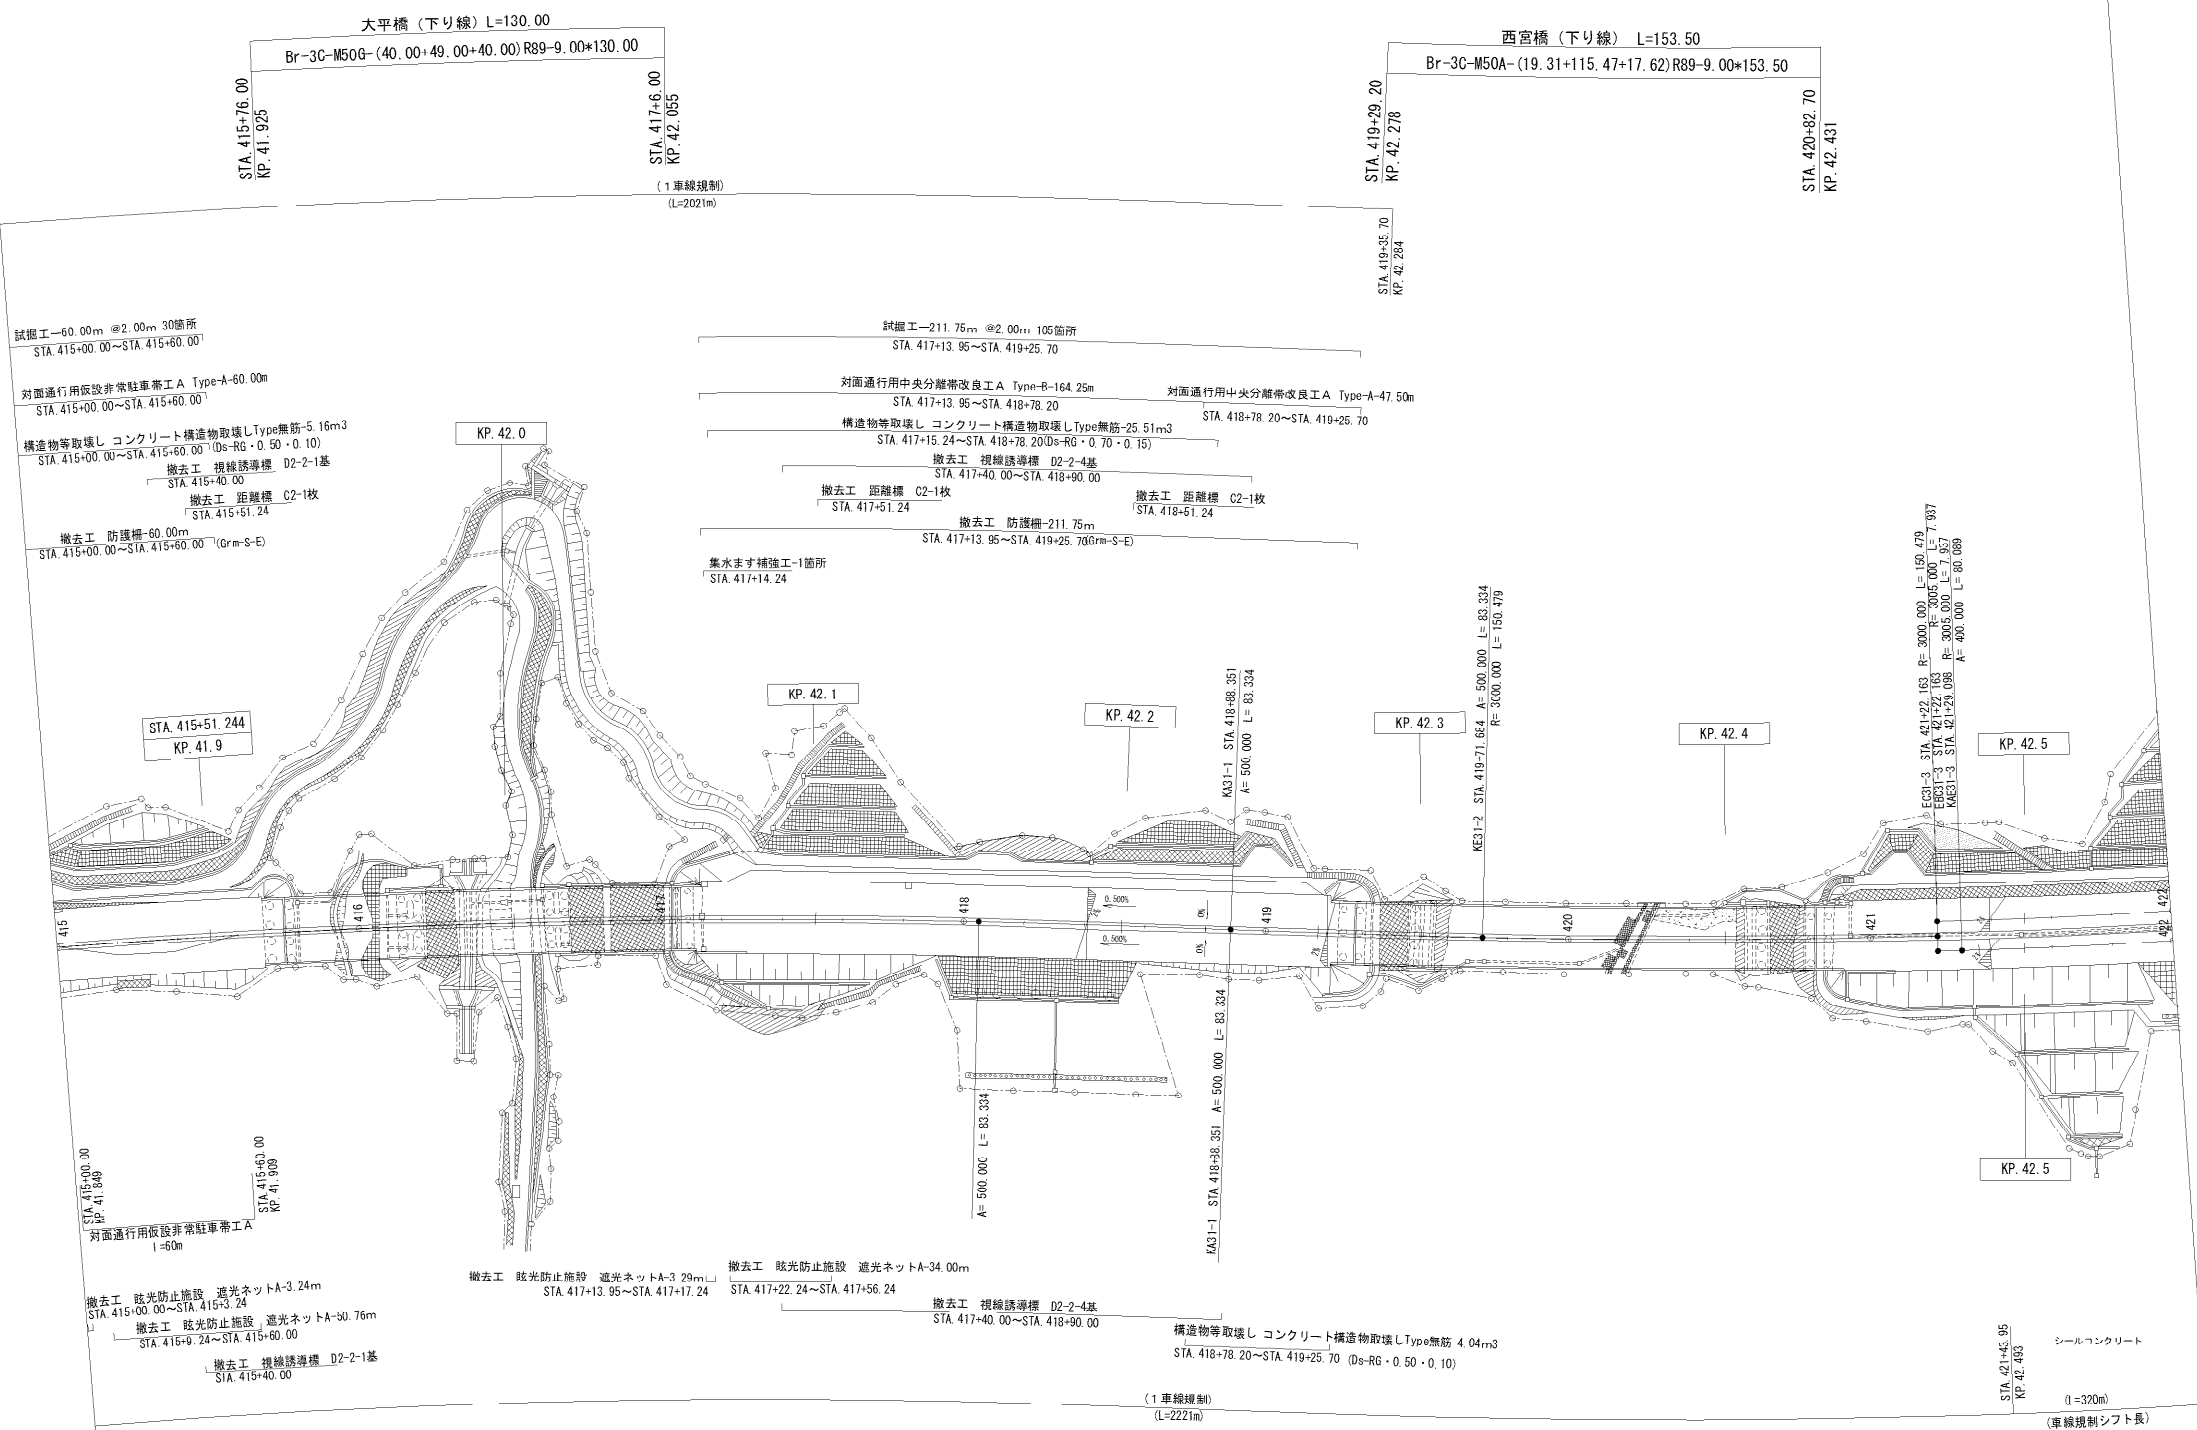 大平橋（下り線）L=130.00
Br-3C-M50G-(40.00+49.00+40.00)R89-9.00*130.00
STA.415+76.00
KP.41.925
STA.417+6.00
KP.42.055
西宮橋（下り線） L=153.50
Br-3C-M50A-(19.31+115.47+17.62)R89-9.00*153.50
STA.419+29.20
KP.42.278
STA.420+82.70
KP.42.431
(１車線規制)
(L=2021m)
STA.419+35.70
KP.42.284
試掘工—60.00m @2.00m 30箇所
STA.415+00.00～STA.415+60.00
対面通行用仮設非常駐車帯工Ａ Type-A-60.00m
STA.415+00.00～STA.415+60.00
構造物等取壊し コンクリート構造物取壊しType無筋-5.16m3
STA.415+00.00～STA.415+60.00 (Ds-RG・0.50・0.10)
撤去工 視線誘導標 D2-2-1基
STA.415+40.00
撤去工 距離標 C2-1枚
STA.415+51.24
撤去工 防護柵-60.00m
STA.415+00.00～STA.415+60.00 (Grm-S-E)
試掘工—211.75m @2.00m 105箇所
STA.417+13.95～STA.419+25.70
対面通行用中央分離帯改良工Ａ Type-B-164.25m
STA.417+13.95～STA.418+78.20
対面通行用中央分離帯改良工Ａ Type-A-47.50m
STA.418+78.20～STA.419+25.70
構造物等取壊し コンクリート構造物取壊しType無筋-25.51m3
STA.417+15.24～STA.418+78.20(Ds-RG・0.70・0.15)
撤去工 視線誘導標 D2-2-4基
STA.417+40.00～STA.418+90.00
撤去工 距離標 C2-1枚
STA.417+51.24
撤去工 距離標 C2-1枚
STA.418+51.24
撤去工 防護柵-211.75m
STA.417+13.95～STA.419+25.70(Grm-S-E)
集水ます補強工-1箇所
STA.417+14.24
KP.42.0
STA.415+51.244
KP.41.9
KP.42.1
KP.42.2
KP.42.3
KP.42.4
KP.42.5
KA31-1 STA.418+88.351
A= 500.000 L= 83.334
KE31-2 STA.419+71.684 A= 500.000 L= 83.334
R= 3000.000 L= 150.479
EC31-3 STA.421+22.163 R= 3000.000 L= 150.479
R= 3005.000 L= 7.937
EBC31-3 STA.421+22.163 R= 3005.000 L= 7.937
KAE31-3 STA.421+29.098
A= 400.000 L= 80.089
415
416
417
418
419
420
421
422
422
0.500%
0.500%
0%
0%
2%
A= 500.000 L= 83.334
KA31-1 STA.418+88.351 A= 500.000 L= 83.334
KP.42.5
STA.415+00.00
KP.41.849
STA.415+60.00
KP.41.909
対面通行用仮設非常駐車帯工Ａ
l=60m
撤去工 眩光防止施設 遮光ネットA-3.24m
STA.415+00.00～STA.415+3.24
撤去工 眩光防止施設 遮光ネットA-50.76m
STA.415+9.24～STA.415+60.00
撤去工 視線誘導標 D2-2-1基
STA.415+40.00
撤去工 眩光防止施設 遮光ネットA-3.29m
STA.417+13.95～STA.417+17.24
撤去工 眩光防止施設 遮光ネットA-34.00m
STA.417+22.24～STA.417+56.24
撤去工 視線誘導標 D2-2-4基
STA.417+40.00～STA.418+90.00
構造物等取壊し コンクリート構造物取壊しType無筋 4.04m3
STA.418+78.20～STA.419+25.70 (Ds-RG・0.50・0.10)
(１車線規制)
(L=2221m)
STA.421+43.95
KP.42.493
シールコンクリート
(l=320m)
(車線規制シフト長)